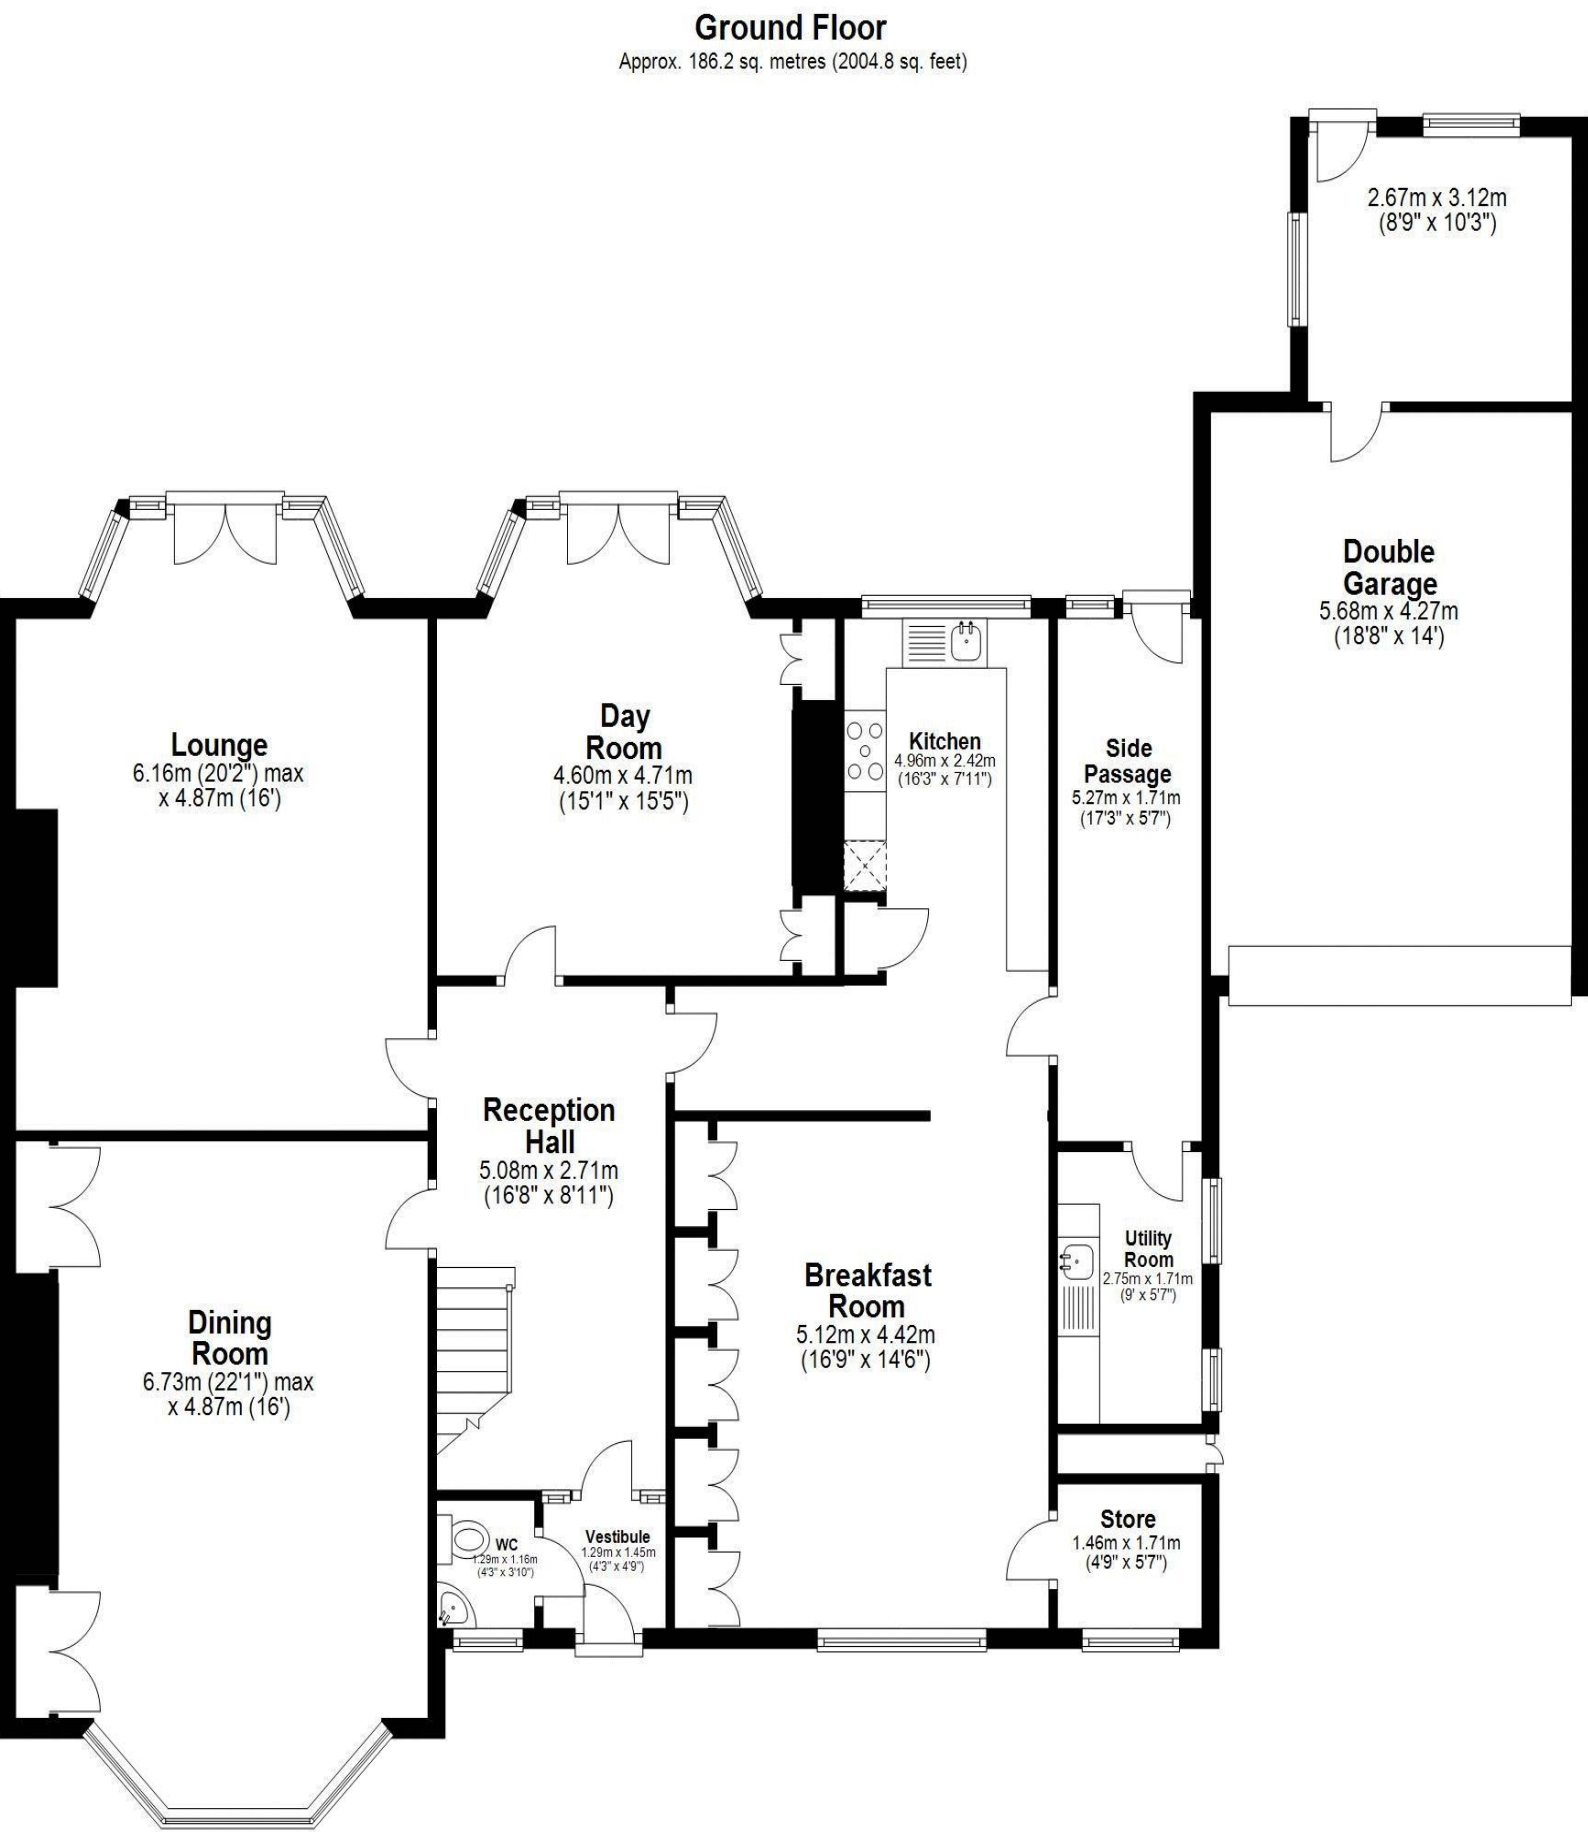 Ground Floor
Approx. 186.2 sq. metres (2004.8 sq. feet)
2.67m x 3.12m
(8'9" x 10'3")
Double
Garage
5.68m x 4.27m
(18'8" x 14')
Lounge
6.16m (20'2") max
x 4.87m (16')
Day
Room
4.60m x 4.71m
(15'1" x 15'5")
Kitchen
4.96m x 2.42m
(16'3" x 7'11")
Side
Passage
5.27m x 1.71m
(17'3" x 5'7")
Reception
Hall
5.08m x 2.71m
(16'8" x 8'11")
Dining
Room
6.73m (22'1") max
x 4.87m (16')
Breakfast
Room
5.12m x 4.42m
(16'9" x 14'6")
Utility
Room
2.75m x 1.71m
(9' x 5'7")
WC
1.29m x 1.16m
(4'3" x 3'10")
Vestibule
1.29m x 1.45m
(4'3" x 4'9")
Store
1.46m x 1.71m
(4'9" x 5'7")